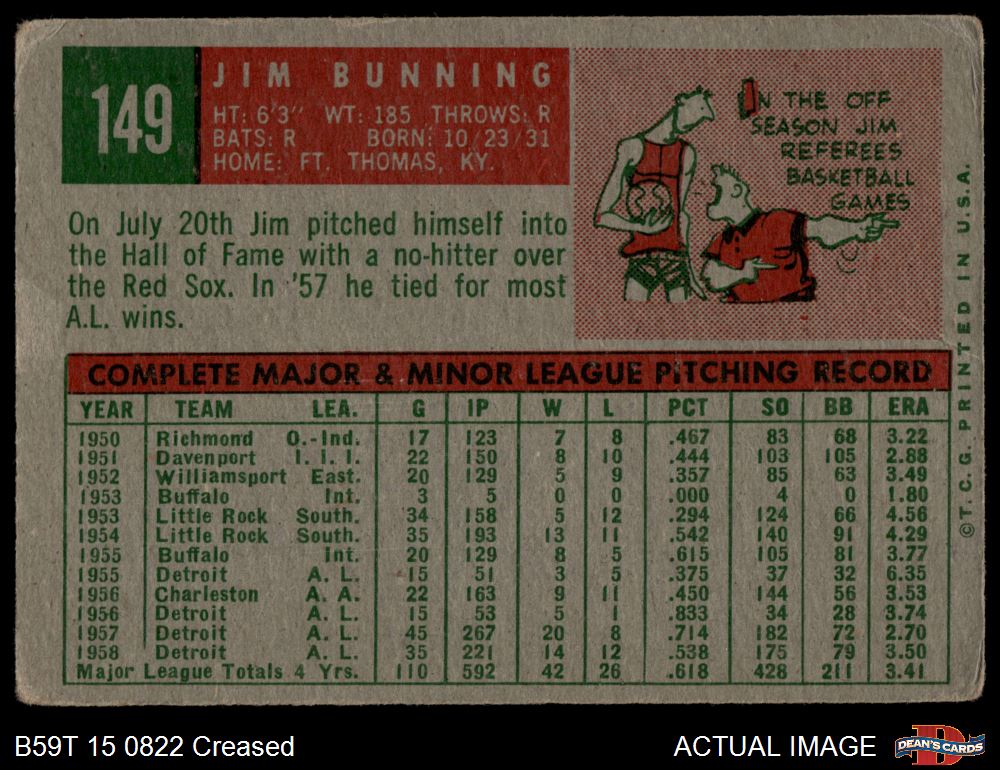 149
JIM BUNNING
HT: 6'3" WT: 185 THROWS: R
BATS: R BORN: 10/23/31
HOME: FT. THOMAS, KY.
IN THE OFF
SEASON JIM
REFEREES
BASKETBALL
GAMES
On July 20th Jim pitched himself into
the Hall of Fame with a no-hitter over
the Red Sox. In '57 he tied for most
A.L. wins.
COMPLETE MAJOR & MINOR LEAGUE PITCHING RECORD
YEAR TEAM LEA. G IP W L PCT SO BB ERA
1950 Richmond O.-Ind. 17 123 7 8 .467 83 68 3.22
1951 Davenport I. I. I. 22 150 8 10 .444 103 105 2.88
1952 Williamsport East. 20 129 5 9 .357 85 63 3.49
1953 Buffalo Int. 3 5 0 0 .000 4 0 1.80
1953 Little Rock South. 34 158 5 12 .294 124 66 4.56
1954 Little Rock South. 35 193 13 11 .542 140 91 4.29
1955 Buffalo Int. 20 129 8 5 .615 105 81 3.77
1955 Detroit A. L. 15 51 3 5 .375 37 32 6.35
1956 Charleston A. A. 22 163 9 11 .450 144 56 3.53
1956 Detroit A. L. 15 53 5 1 .833 34 28 3.74
1957 Detroit A. L. 45 267 20 8 .714 182 72 2.70
1958 Detroit A. L. 35 221 14 12 .538 175 79 3.50
Major League Totals 4 Yrs. 110 592 42 26 .618 428 211 3.41
©T. C. G. PRINTED IN U.S.A.
B59T 15 0822 Creased
ACTUAL IMAGE
D
DEAN'S CARDS